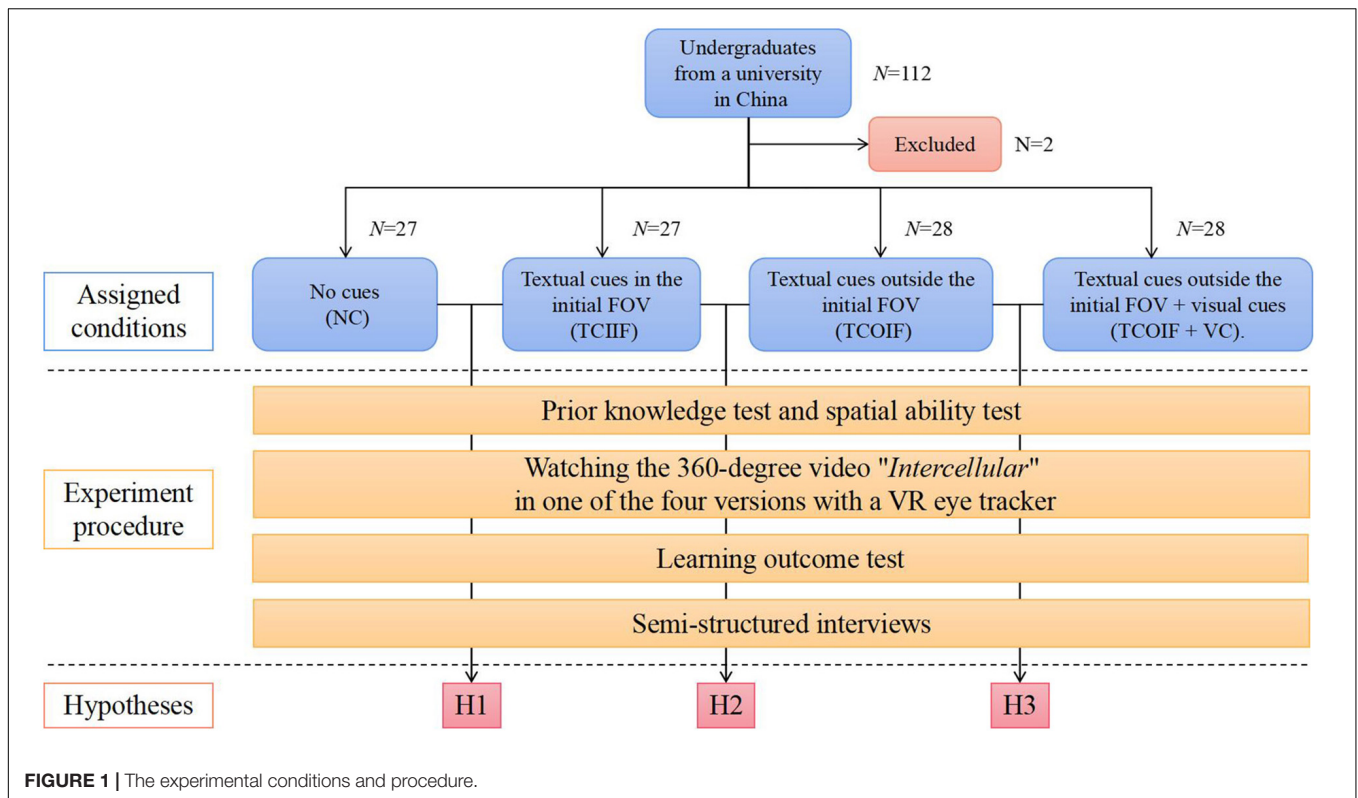 Undergraduates
from a university
in China
N=112
Excluded
N=2
N=27
N=27
N=28
N=28
Assigned
conditions
No cues
(NC)
Textual cues in the
initial FOV
(TCIIF)
Textual cues outside the
initial FOV
(TCOIF)
Textual cues outside the
initial FOV + visual cues
(TCOIF + VC).
Experiment
procedure
Prior knowledge test and spatial ability test
Watching the 360-degree video "Intercellular"
in one of the four versions with a VR eye tracker
Learning outcome test
Semi-structured interviews
Hypotheses
H1
H2
H3
FIGURE 1 | The experimental conditions and procedure.